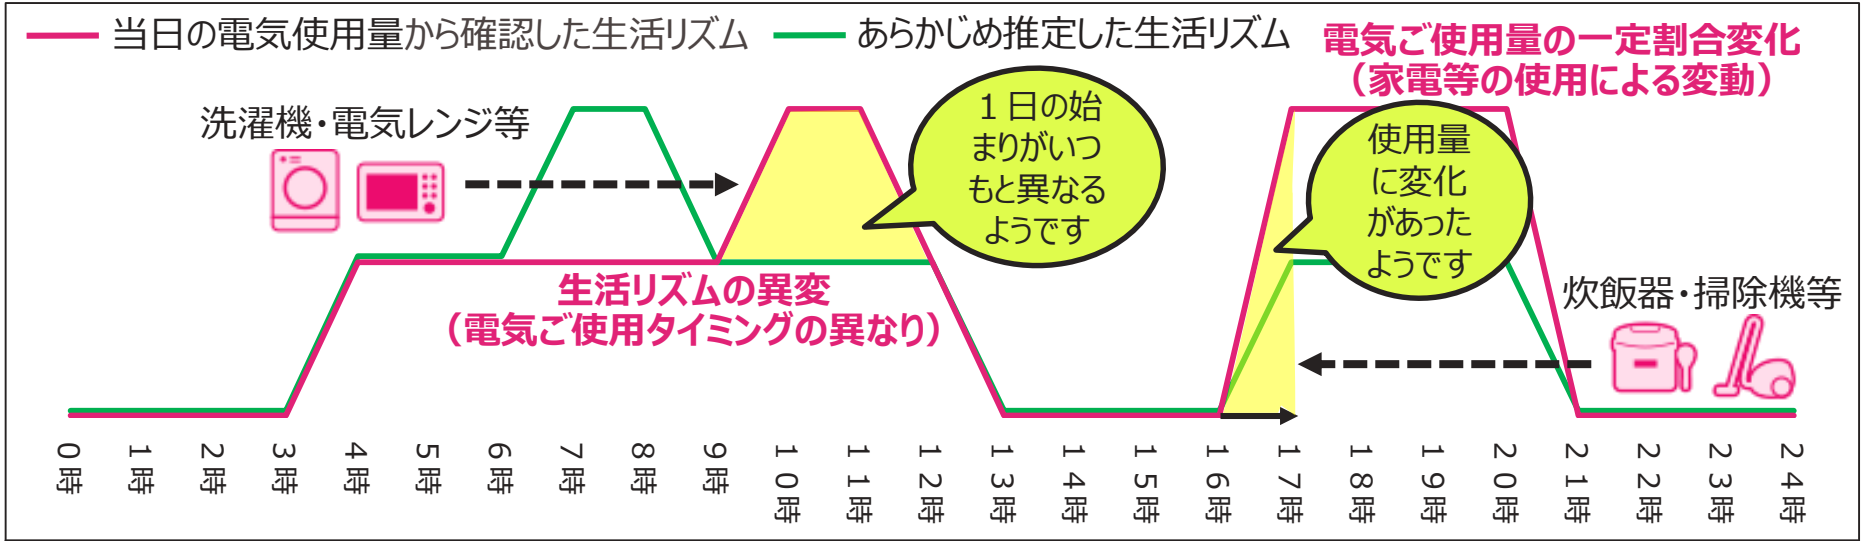 当日の電気使用量から確認した生活リズム
あらかじめ推定した生活リズム
電気ご使用量の一定割合変化
（家電等の使用による変動）
洗濯機・電気レンジ等
１日の始
まりがいつ
もと異なる
ようです
使用量
に変化
があった
ようです
生活リズムの異変
（電気ご使用タイミングの異なり）
炊飯器・掃除機等
0時
1時
2時
3時
4時
5時
6時
7時
8時
9時
10時
11時
12時
13時
14時
15時
16時
17時
18時
19時
20時
21時
22時
23時
24時